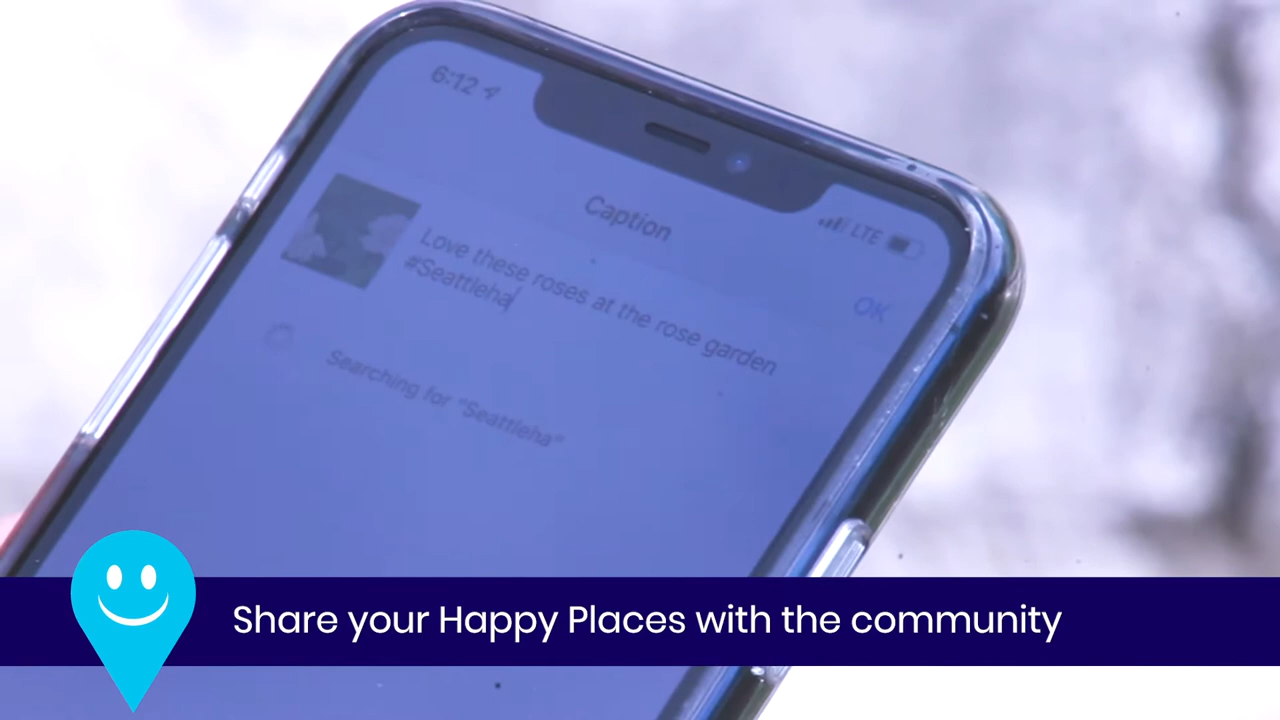 6:12
LTE
Caption
OK
Love these roses at the rose garden
#Seattleha
Searching for "Seattleha"
Share your Happy Places with the community